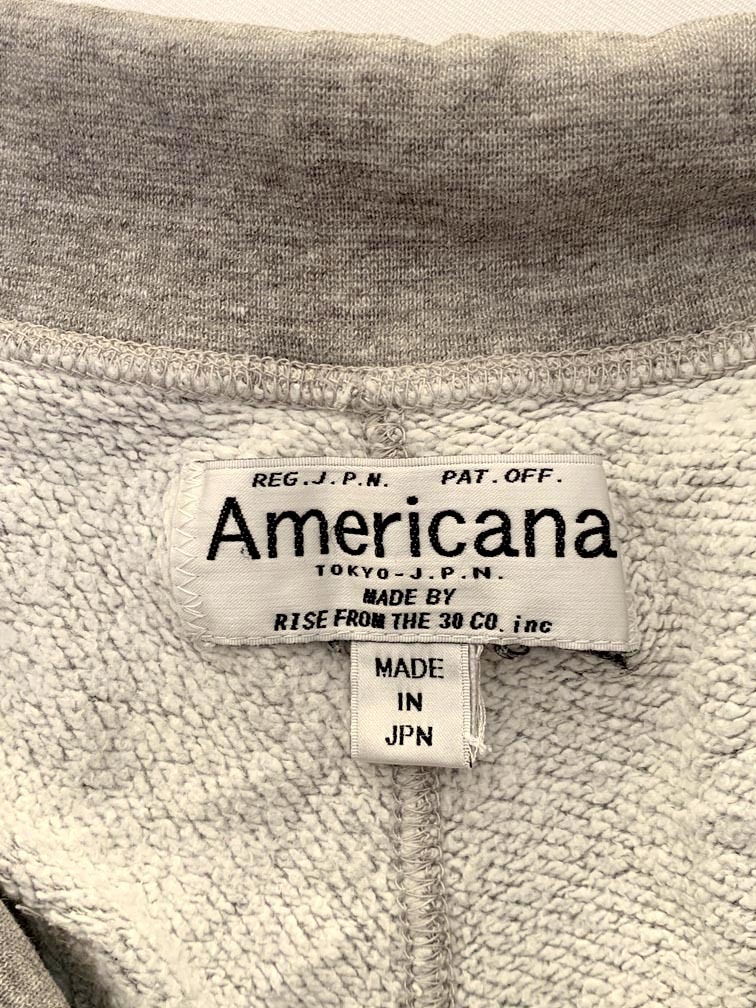 REG.J.P.N. PAT.OFF.
Americana
TOKYO-J.P.N.
MADE BY
RISE FROM THE 30 CO. inc
MADE
IN
JPN